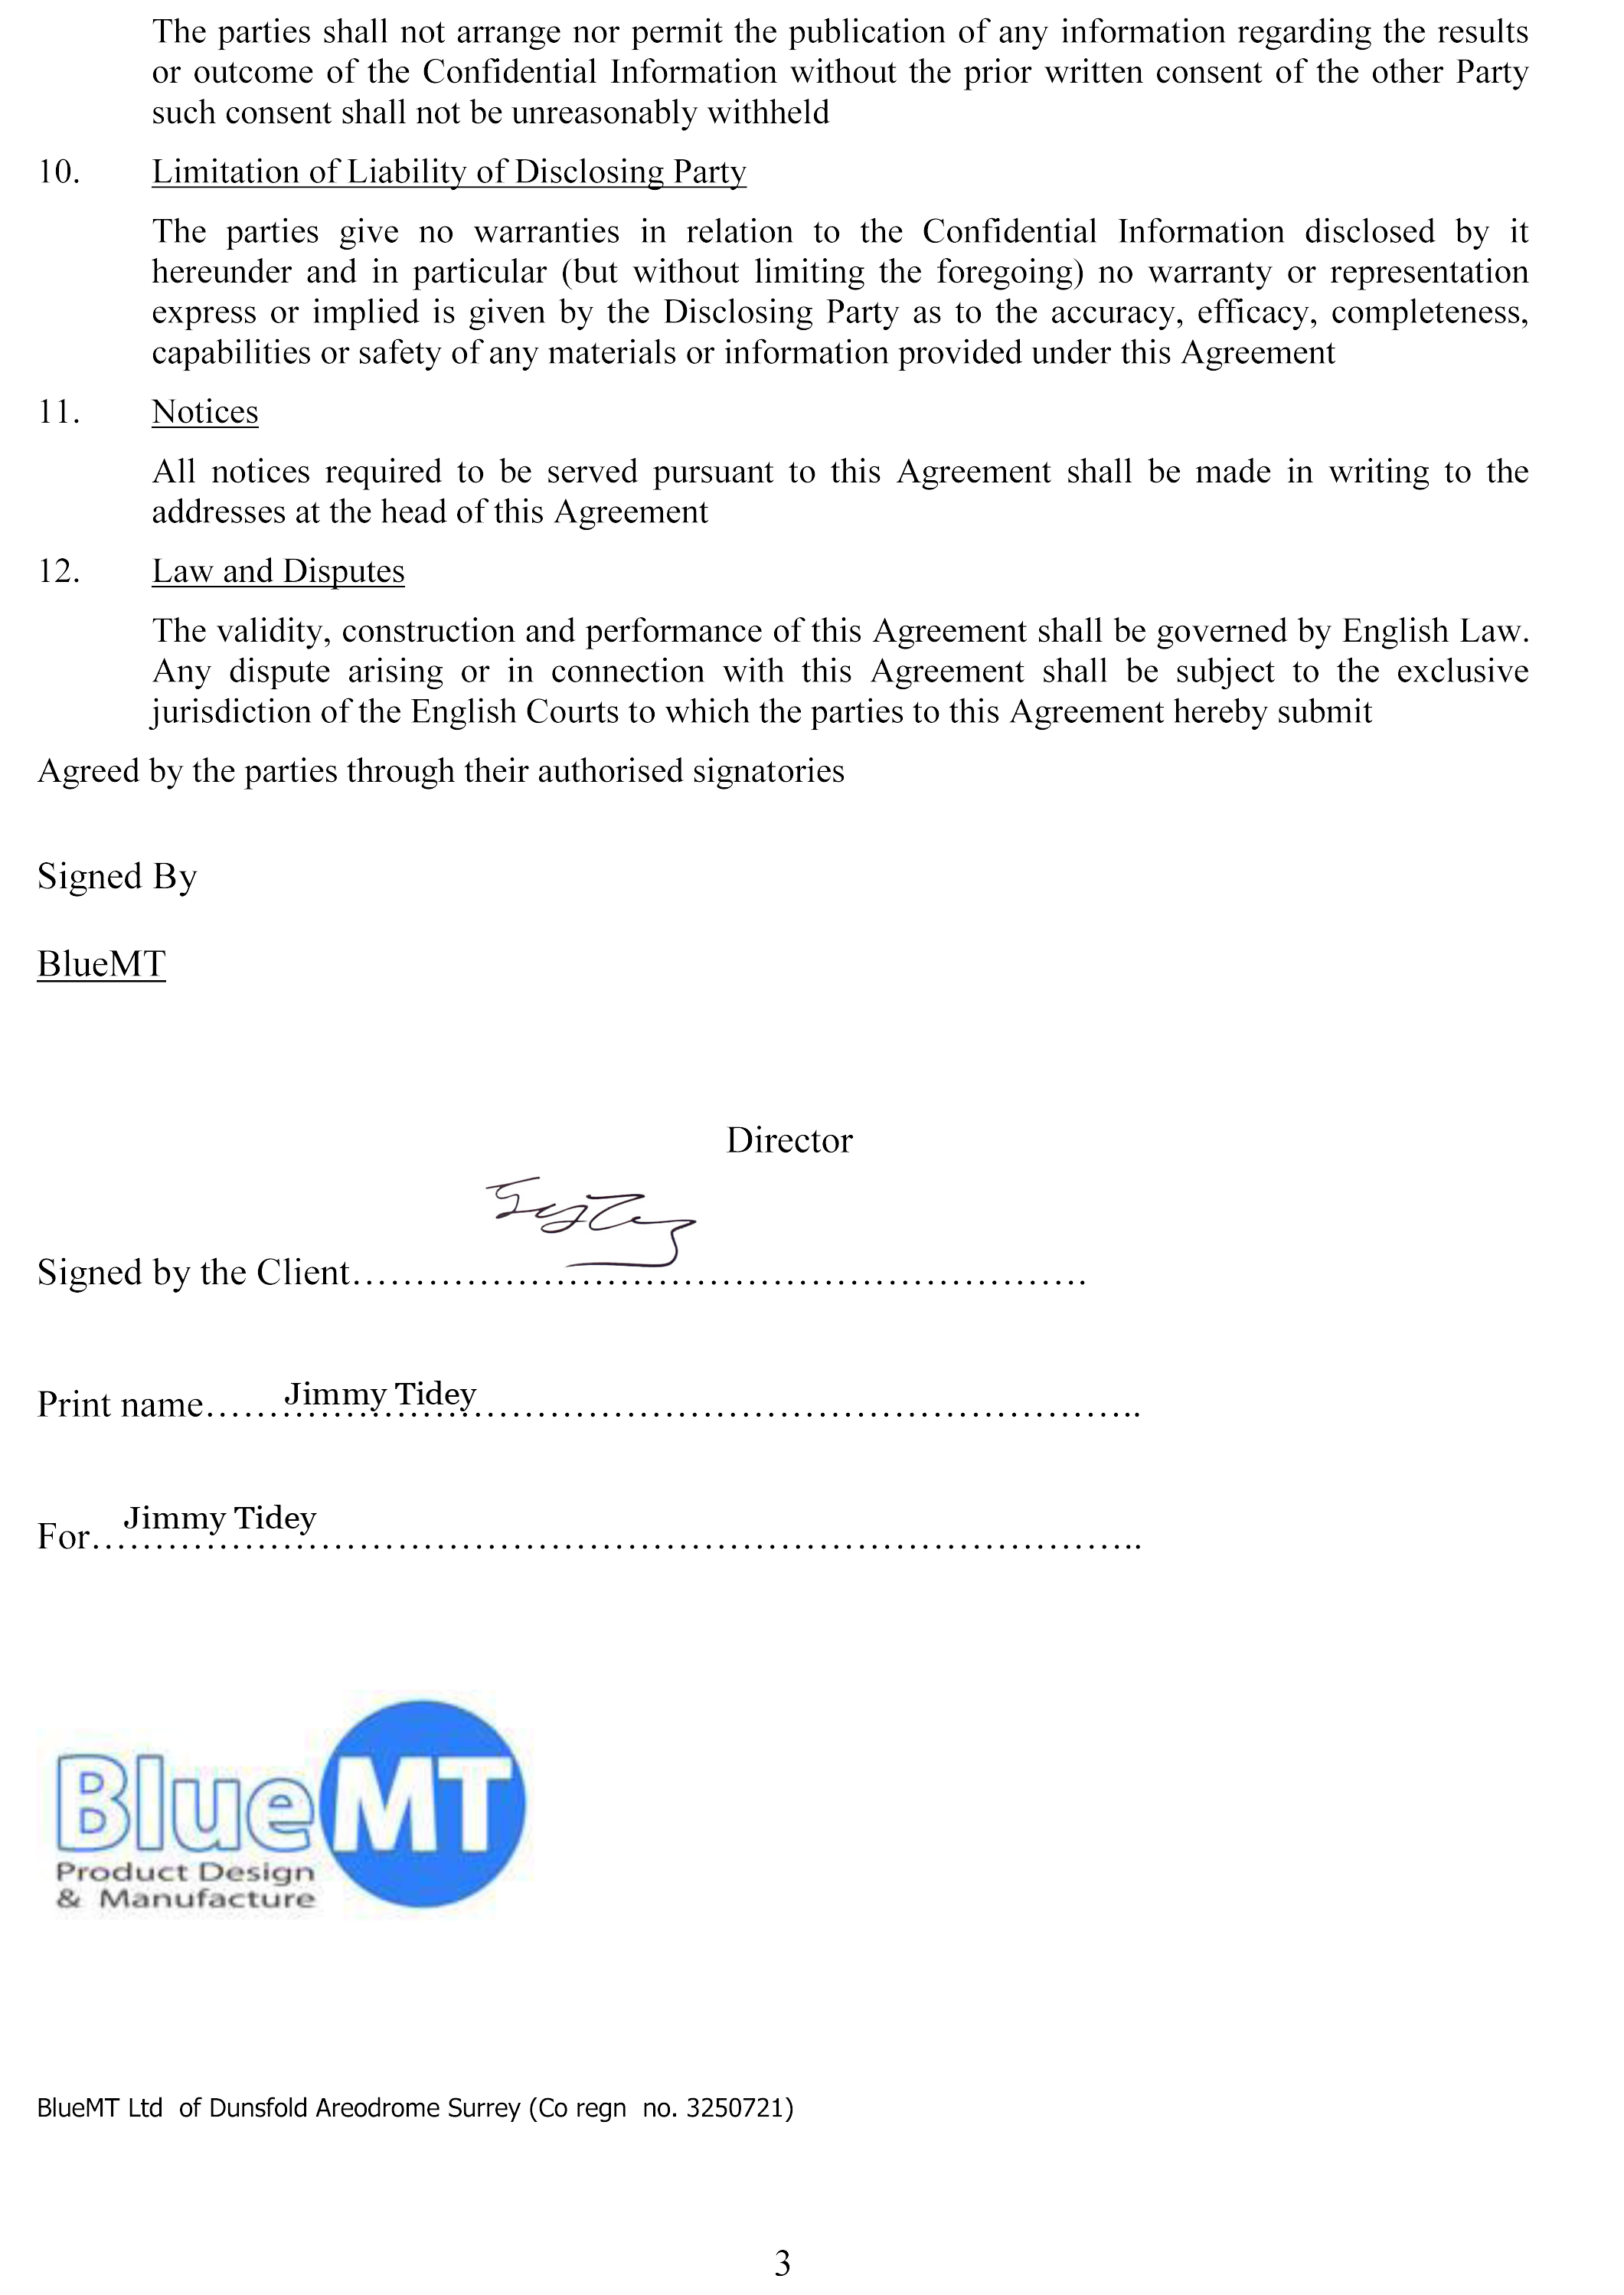 The parties shall not arrange nor permit the publication of any information regarding the results
or outcome of the Confidential Information without the prior written consent of the other Party
such consent shall not be unreasonably withheld
10. Limitation of Liability of Disclosing Party
The parties give no warranties in relation to the Confidential Information disclosed by it
hereunder and in particular (but without limiting the foregoing) no warranty or representation
express or implied is given by the Disclosing Party as to the accuracy, efficacy, completeness,
capabilities or safety of any materials or information provided under this Agreement
11. Notices
All notices required to be served pursuant to this Agreement shall be made in writing to the
addresses at the head of this Agreement
12. Law and Disputes
The validity, construction and performance of this Agreement shall be governed by English Law.
Any dispute arising or in connection with this Agreement shall be subject to the exclusive
jurisdiction of the English Courts to which the parties to this Agreement hereby submit
Agreed by the parties through their authorised signatories
Signed By
BlueMT
Director
Signed by the Client……………………………………………………….
Print name……Jimmy Tidey…………………………………………………..
For…Jimmy Tidey……………………………………………………………..
BlueMT
Product Design
& Manufacture
BlueMT Ltd of Dunsfold Areodrome Surrey (Co regn no. 3250721)
3